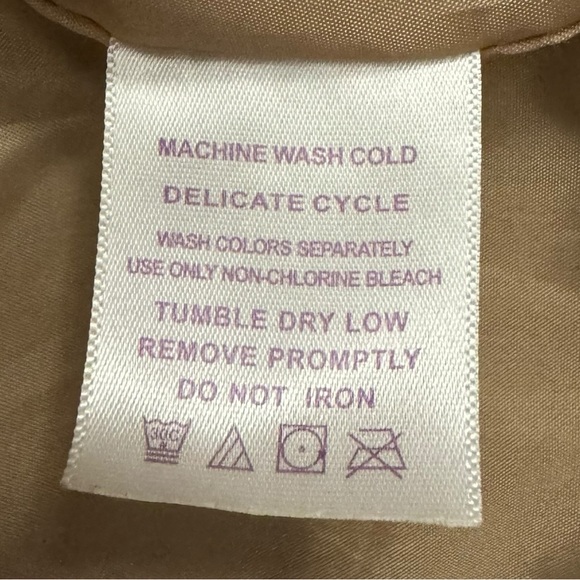 MACHINE WASH COLD
DELICATE CYCLE
WASH COLORS SEPARATELY
USE ONLY NON-CHLORINE BLEACH
TUMBLE DRY LOW
REMOVE PROMPTLY
DO NOT IRON
30C